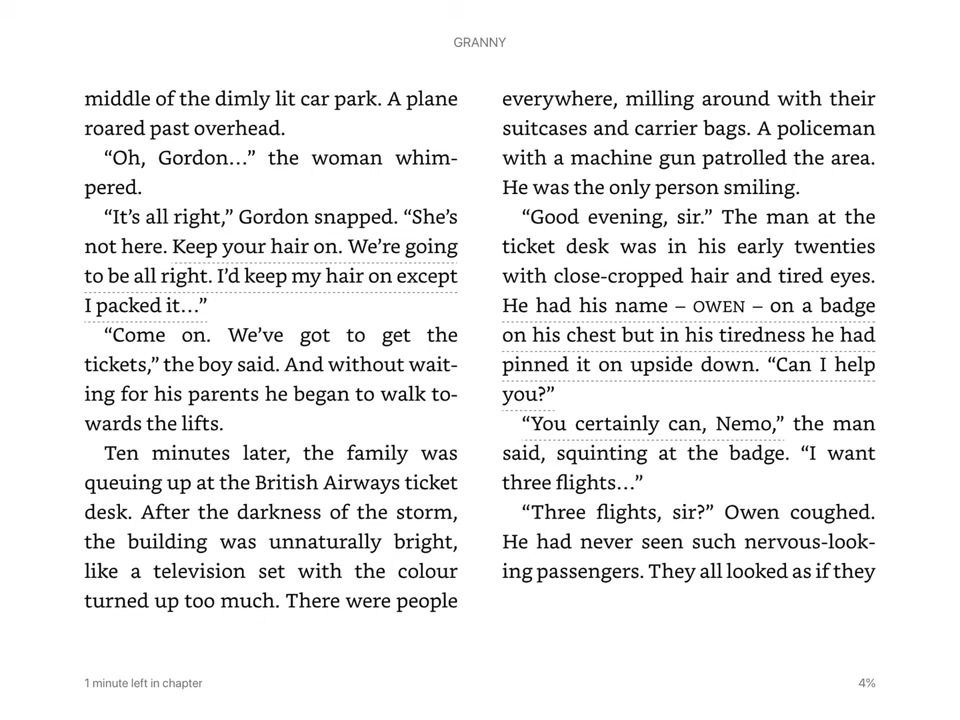 GRANNY
middle of the dimly lit car park. A plane
roared past overhead.
“Oh, Gordon…” the woman whim-
pered.
“It’s all right,” Gordon snapped. “She’s
not here. Keep your hair on. We’re going
to be all right. I’d keep my hair on except
I packed it…”
“Come on. We’ve got to get the
tickets,” the boy said. And without wait-
ing for his parents he began to walk to-
wards the lifts.
Ten minutes later, the family was
queuing up at the British Airways ticket
desk. After the darkness of the storm,
the building was unnaturally bright,
like a television set with the colour
turned up too much. There were people
everywhere, milling around with their
suitcases and carrier bags. A policeman
with a machine gun patrolled the area.
He was the only person smiling.
“Good evening, sir.” The man at the
ticket desk was in his early twenties
with close-cropped hair and tired eyes.
He had his name – OWEN – on a badge
on his chest but in his tiredness he had
pinned it on upside down. “Can I help
you?”
“You certainly can, Nemo,” the man
said, squinting at the badge. “I want
three flights…”
“Three flights, sir?” Owen coughed.
He had never seen such nervous-look-
ing passengers. They all looked as if they
1 minute left in chapter
4%